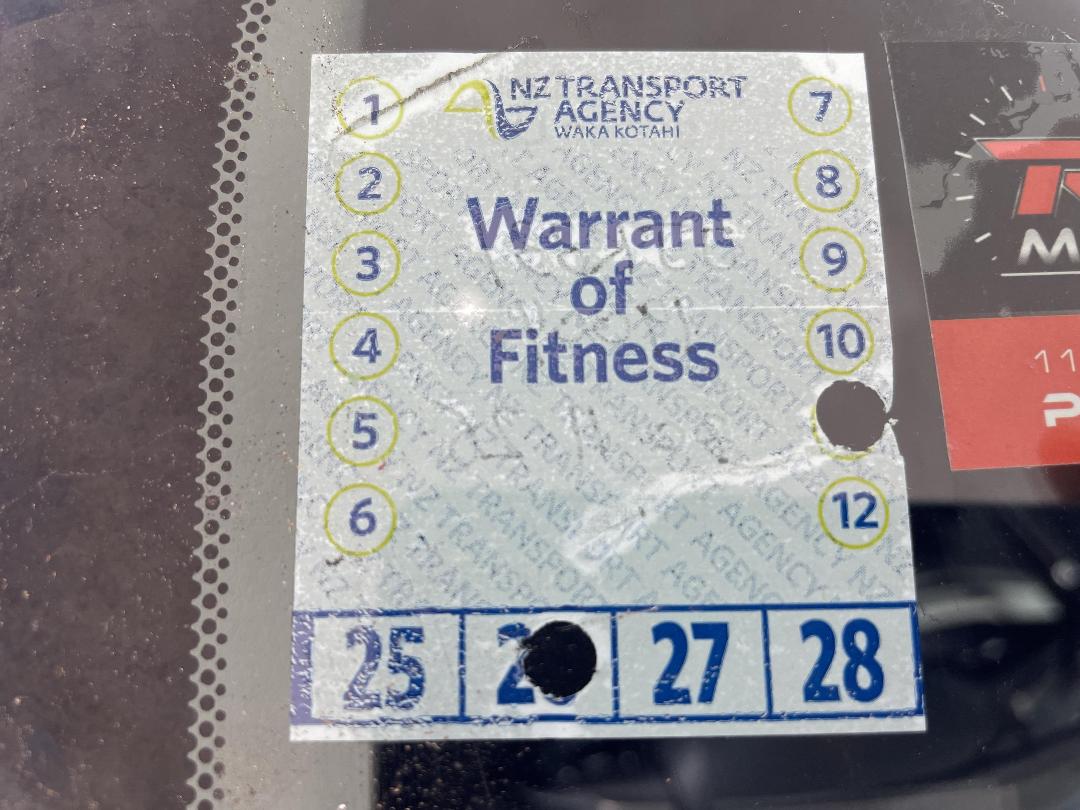 NZ TRANSPORT
AGENCY
WAKA KOTAHI
1
2
3
4
5
6
Warrant
of
Fitness
7
8
9
10
12
25
27
28
11